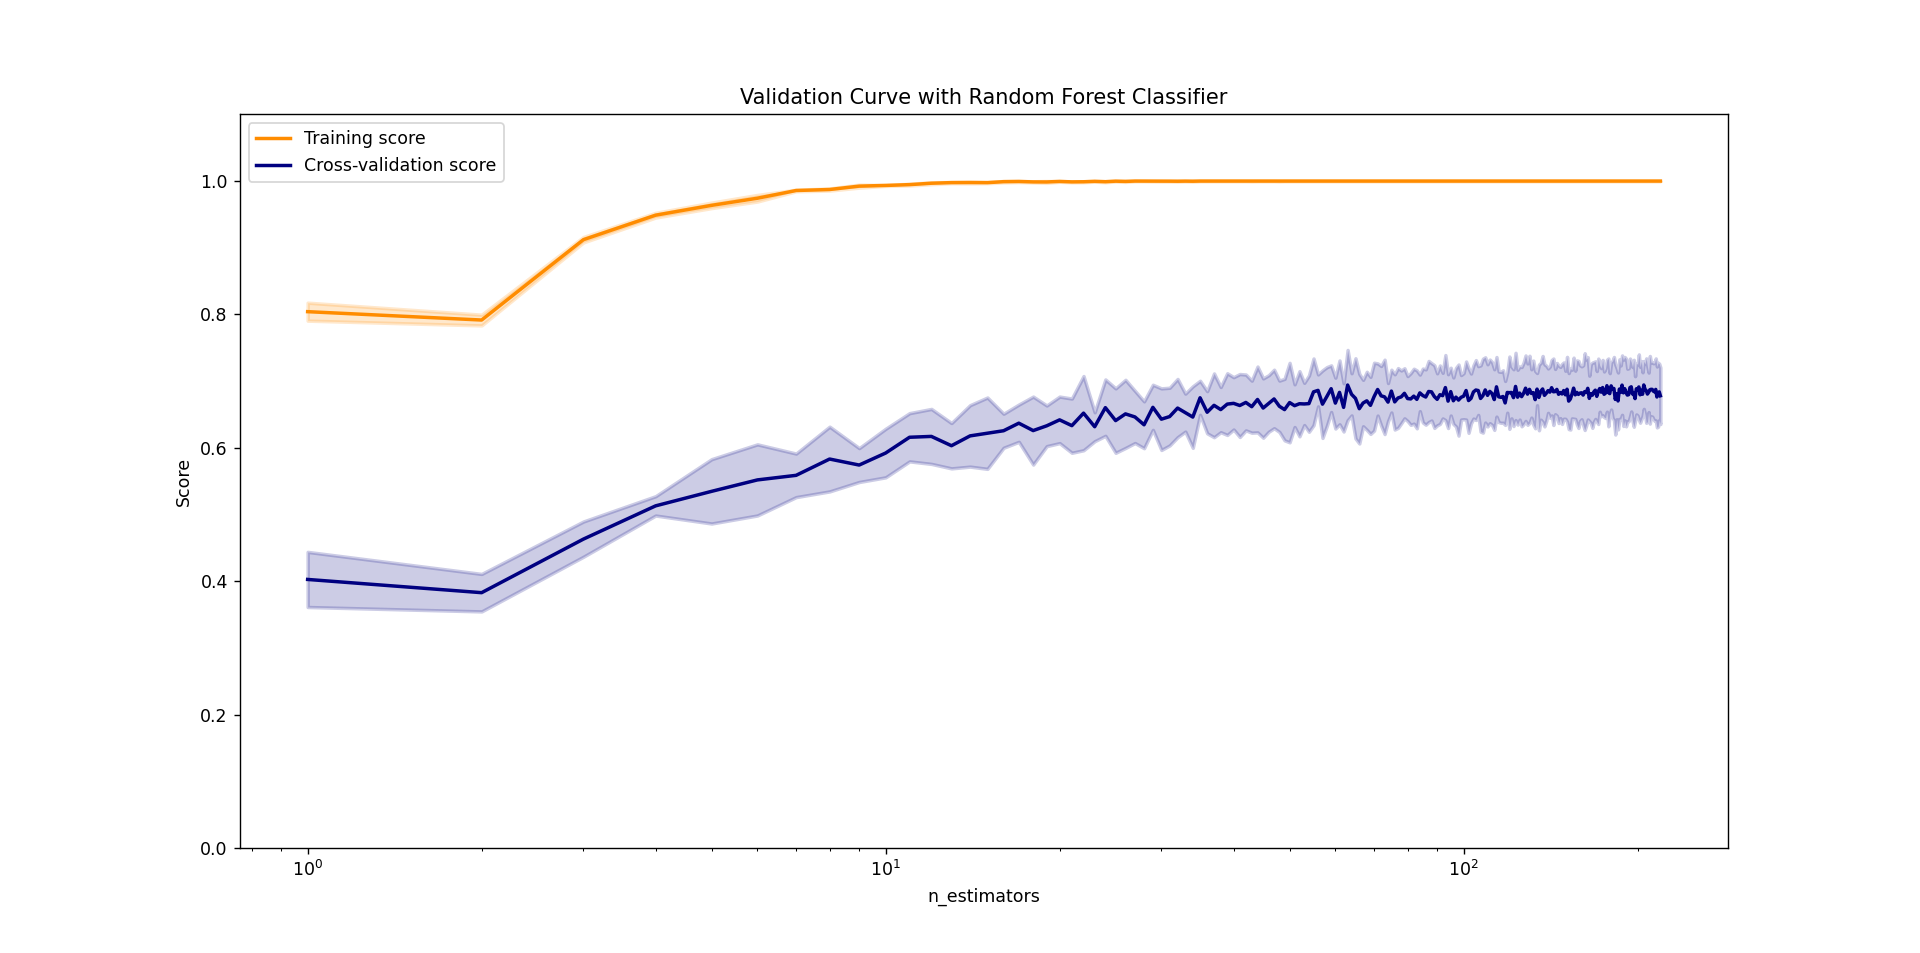 Validation Curve with Random Forest Classifier
Training score
Cross-validation score
1.0
0.8
0.6
0.4
0.2
0.0
Score
10⁰
10¹
10²
n_estimators